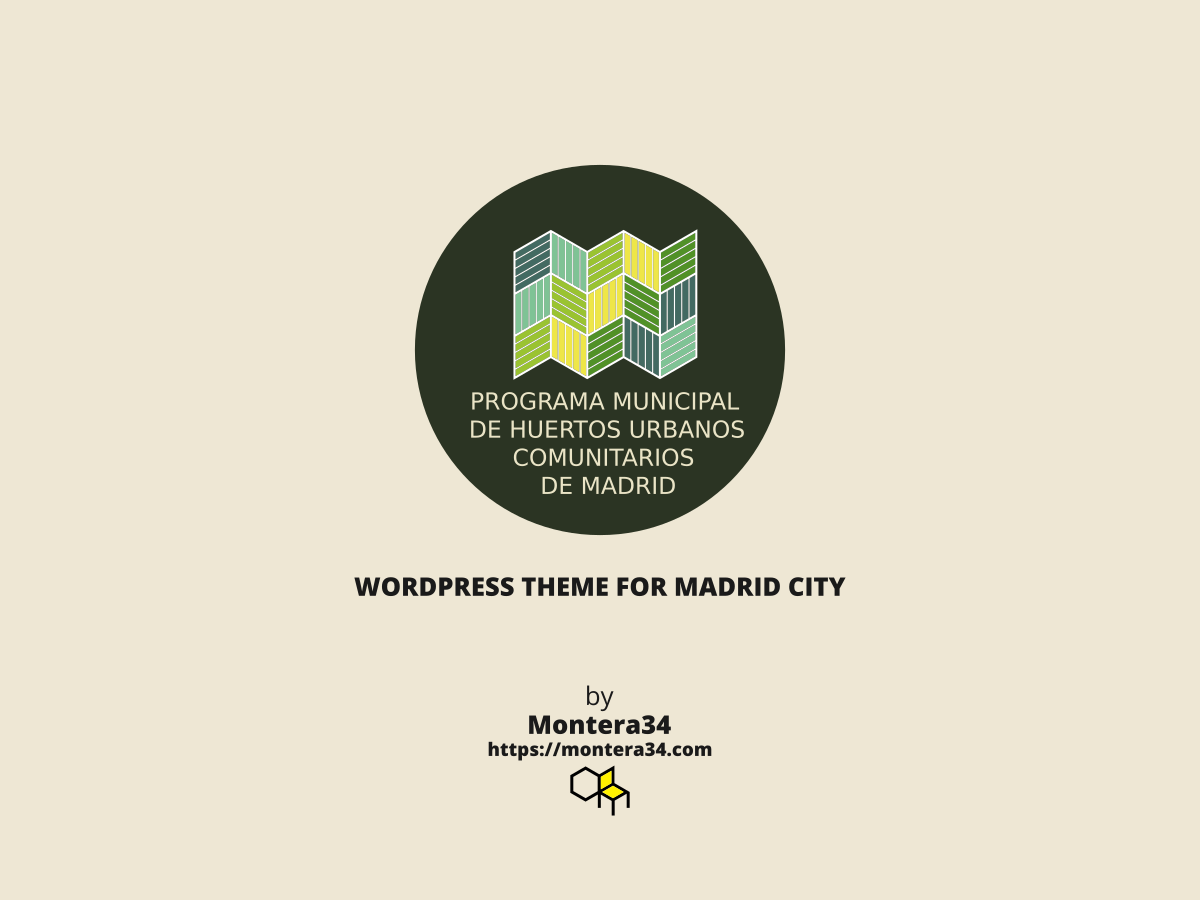 PROGRAMA MUNICIPAL
DE HUERTOS URBANOS
COMUNITARIOS
DE MADRID
WORDPRESS THEME FOR MADRID CITY
by
Montera34
https://montera34.com